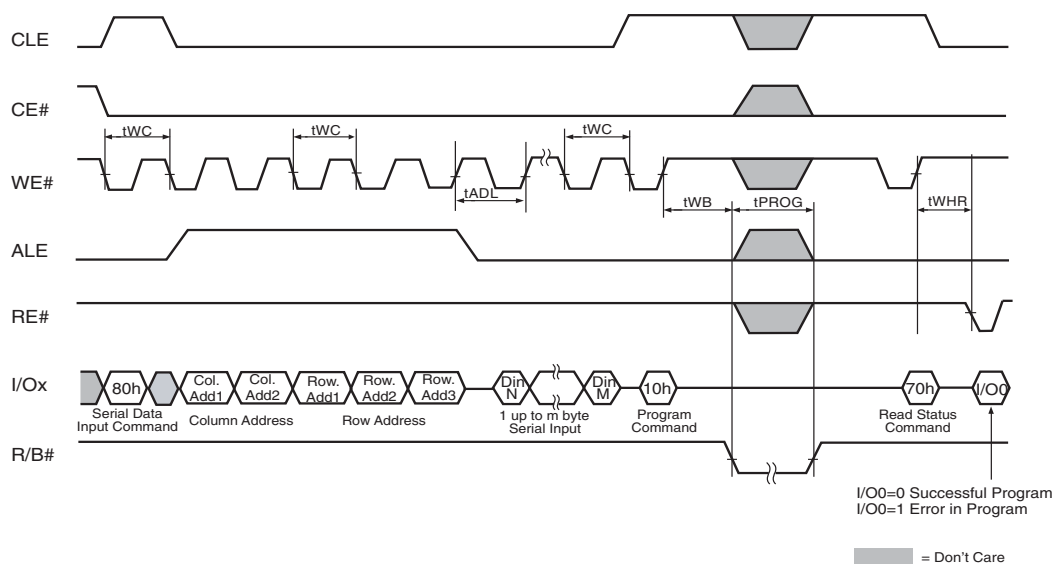 CLE
CE#
tWC
tWC
tWC
WE#
tADL
tWB
tPROG
tWHR
ALE
RE#
I/Ox
80h
Col.
Add1
Col.
Add2
Row.
Add1
Row.
Add2
Row.
Add3
Din
N
Din
M
10h
70h
I/O0
Serial Data
Input Command
Column Address
Row Address
1 up to m byte
Serial Input
Program
Command
Read Status
Command
R/B#
I/O0=0 Successful Program
I/O0=1 Error in Program
= Don't Care